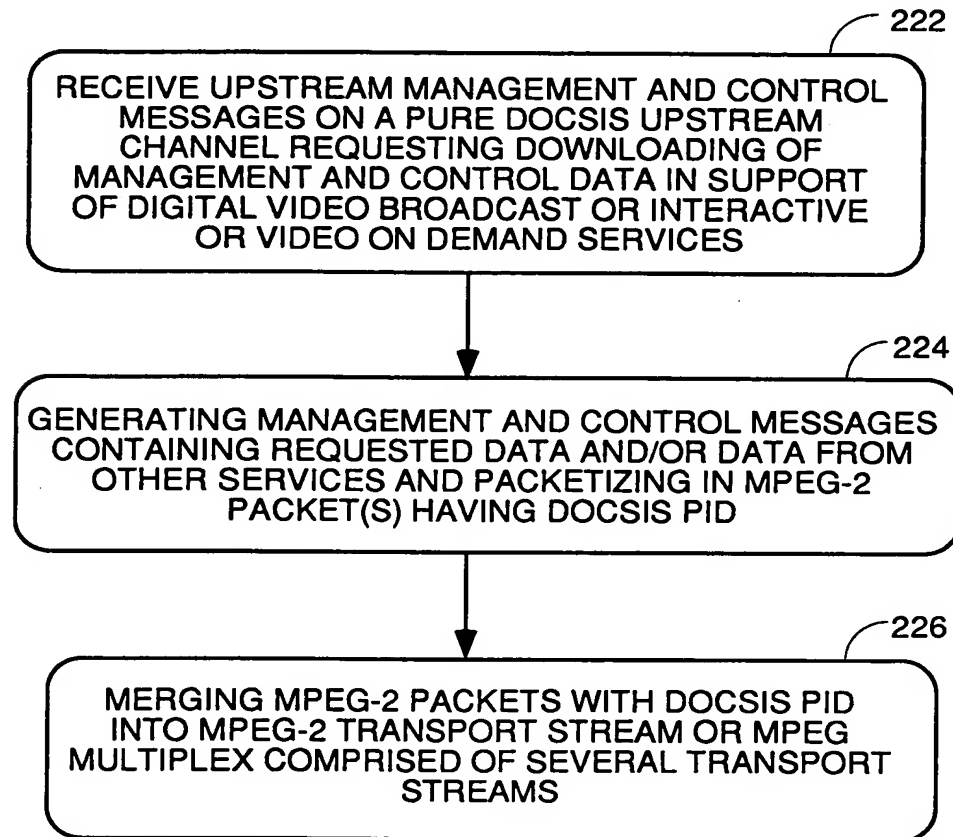 222
RECEIVE UPSTREAM MANAGEMENT AND CONTROL
MESSAGES ON A PURE DOCSIS UPSTREAM
CHANNEL REQUESTING DOWNLOADING OF
MANAGEMENT AND CONTROL DATA IN SUPPORT
OF DIGITAL VIDEO BROADCAST OR INTERACTIVE
OR VIDEO ON DEMAND SERVICES
224
GENERATING MANAGEMENT AND CONTROL MESSAGES
CONTAINING REQUESTED DATA AND/OR DATA FROM
OTHER SERVICES AND PACKETIZING IN MPEG-2
PACKET(S) HAVING DOCSIS PID
226
MERGING MPEG-2 PACKETS WITH DOCSIS PID
INTO MPEG-2 TRANSPORT STREAM OR MPEG
MULTIPLEX COMPRISED OF SEVERAL TRANSPORT
STREAMS